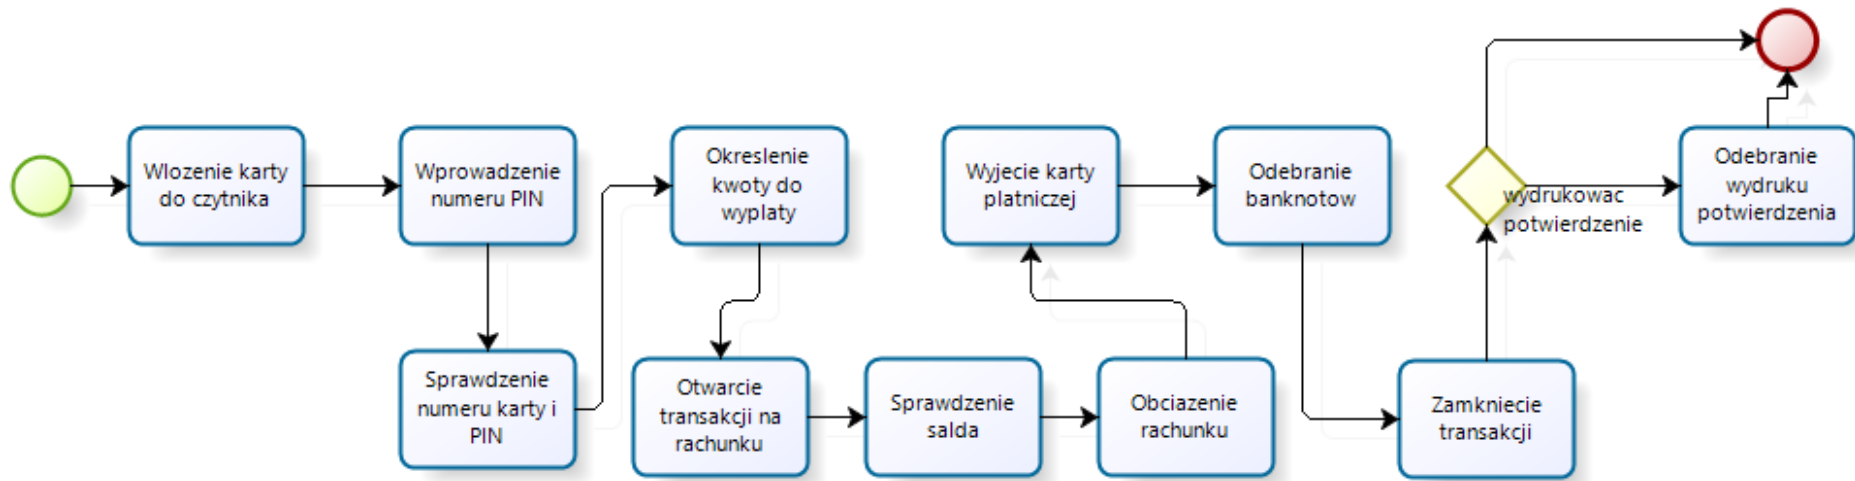 Wlozenie karty
do czytnika
Wprowadzenie
numeru PIN
Sprawdzenie
numeru karty i
PIN
Okreslenie
kwoty do
wyplaty
Otwarcie
transakcji na
rachunku
Sprawdzenie
salda
Obciazenie
rachunku
Wyjecie karty
platniczej
Odebranie
banknotow
Zamkniecie
transakcji
wydrukowac
potwierdzenie
Odebranie
wydruku
potwierdzenia